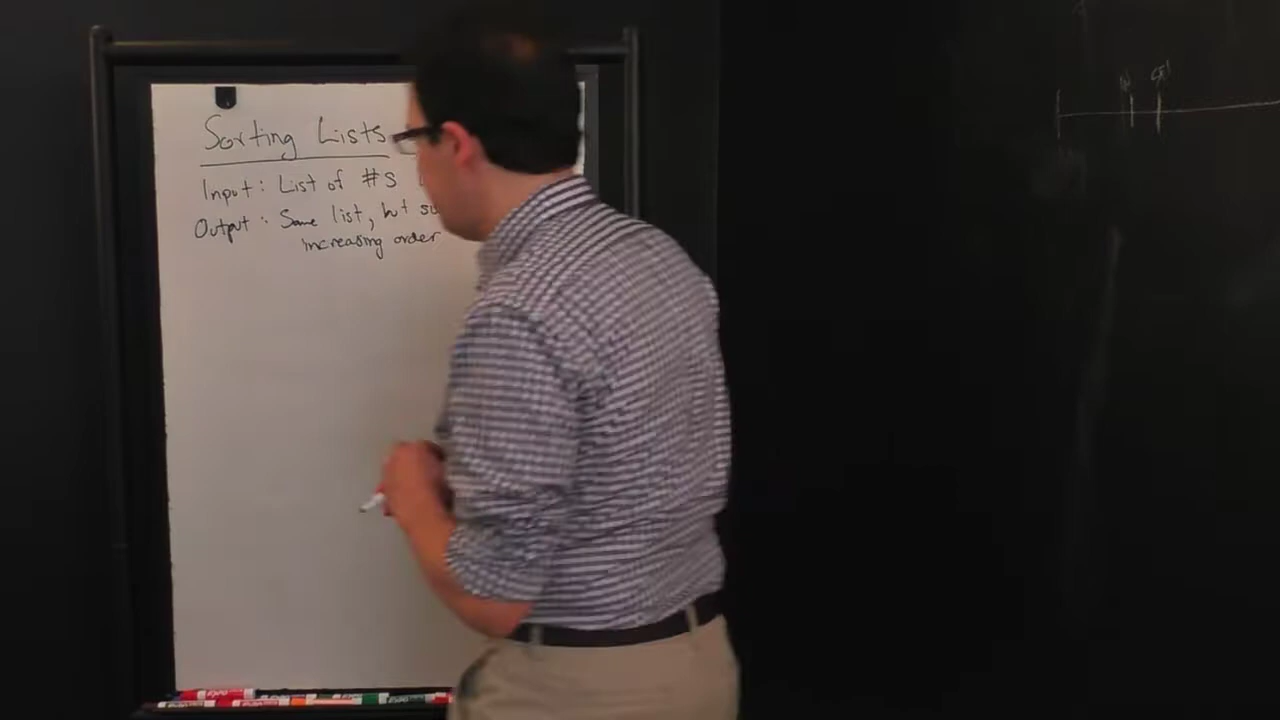 Sorting Lists
Input: List of #s
Output: Same list, but
increasing order